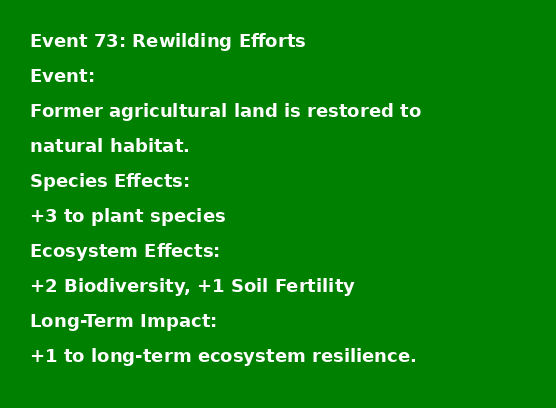 Event 73: Rewilding Efforts
Event:
Former agricultural land is restored to
natural habitat.
Species Effects:
+3 to plant species
Ecosystem Effects:
+2 Biodiversity, +1 Soil Fertility
Long-Term Impact:
+1 to long-term ecosystem resilience.